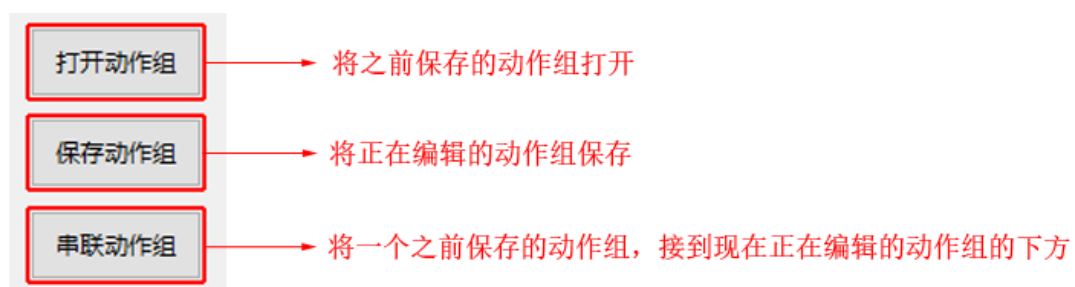 打开动作组 将之前保存的动作组打开
保存动作组 将正在编辑的动作组保存
串联动作组 将一个之前保存的动作组，接到现在正在编辑的动作组的下方